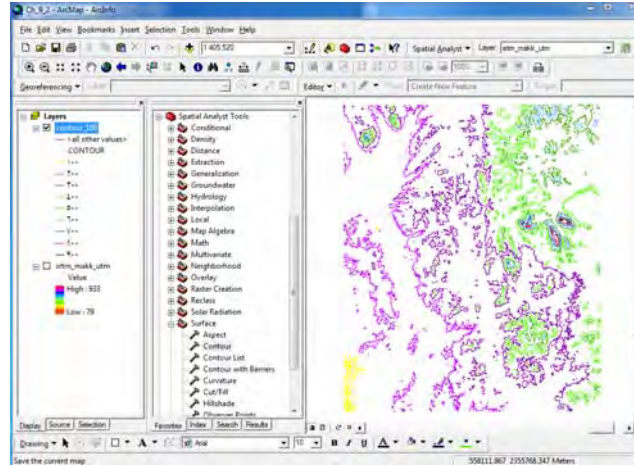 Ch_9_2 - ArcMap - ArcInfo
File Edit View Bookmarks Insert Selection Tools Window Help
1:405,520
Spatial Analyst
Layer: srtm_makk_utm
Georeferencing
Editor
Create New Feature
Layers
contour_100
<all other values>
CONTOUR
srtm_makk_utm
Value
High : 933
Low : 79
Display Source Selection
Spatial Analyst Tools
Conditional
Density
Distance
Extraction
Generalization
Groundwater
Hydrology
Interpolation
Local
Map Algebra
Math
Multivariate
Neighborhood
Overlay
Raster Creation
Reclass
Solar Radiation
Surface
Aspect
Contour
Contour List
Contour with Barriers
Curvature
Cut/Fill
Hillshade
Observer Points
Favorites Index Search Results
Drawing
A
Arial
10
B I U
A
Save the current map
558111.867 2355768.347 Meters